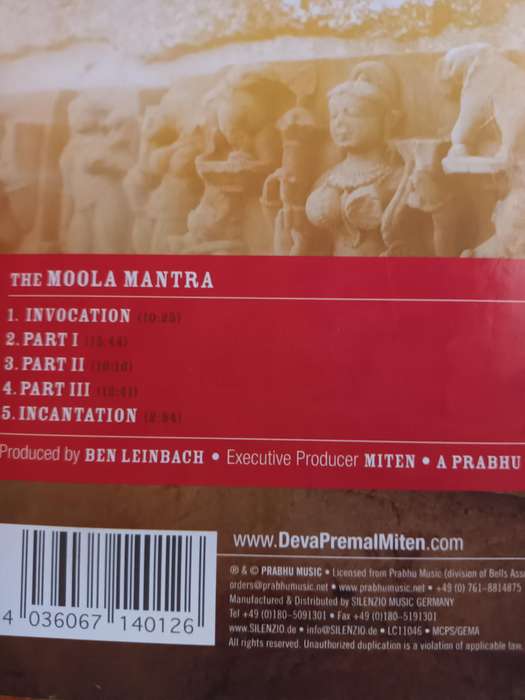 THE MOOLA MANTRA
1. INVOCATION (10:25)
2. PART I
3. PART II
4. PART III
5. INCANTATION
Produced by BEN LEINBACH • Executive Producer MITEN • A PRABHU
www.DevaPremalMiten.com
℗ & © PRABHU MUSIC • Licensed from Prabhu Music (division of Bells Ass
orders@prabhumusic.net • www.prabhumusic.net • +49 (0) 761-8814875
Manufactured & Distributed by SILENZIO MUSIC GERMANY
Tel +49 (0)180-5091301 • Fax +49 (0)180-5191301
www.SILENZIO.de • info@SILENZIO.de • LC11046 • MCPS/GEMA
All rights reserved. Unauthorized duplication is a violation of applicable law.
4 036067 140126